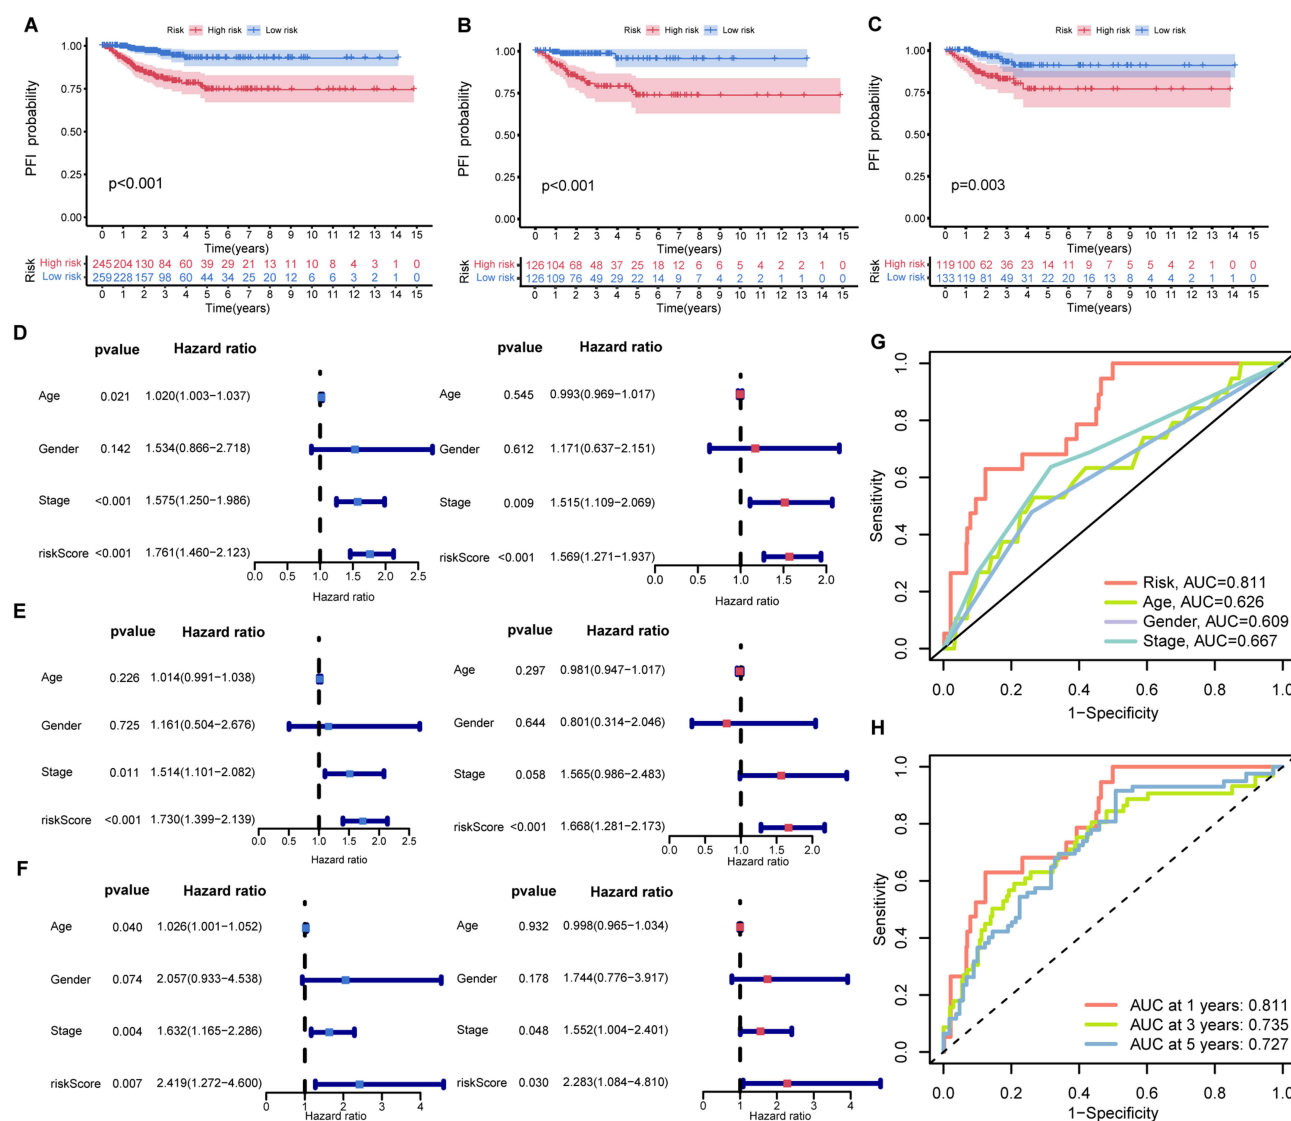 A
Risk High risk Low risk
PFI probability
1.00
0.75
0.50
0.25
0.00
p<0.001
0 1 2 3 4 5 6 7 8 9 10 11 12 13 14 15
Time(years)
Risk
High risk 245 204 130 84 60 39 29 21 13 11 10 8 4 3 1 0
Low risk 259 228 157 98 60 44 34 25 20 12 6 6 3 2 1 0
0 1 2 3 4 5 6 7 8 9 10 11 12 13 14 15
Time(years)
B
Risk High risk Low risk
PFI probability
1.00
0.75
0.50
0.25
0.00
p<0.001
0 1 2 3 4 5 6 7 8 9 10 11 12 13 14 15
Time(years)
Risk
High risk 126 104 68 48 37 25 18 12 6 6 5 4 2 2 1 0
Low risk 126 109 76 49 29 22 14 9 7 4 2 2 1 1 0 0
0 1 2 3 4 5 6 7 8 9 10 11 12 13 14 15
Time(years)
C
Risk High risk Low risk
PFI probability
1.00
0.75
0.50
0.25
0.00
p=0.003
0 1 2 3 4 5 6 7 8 9 10 11 12 13 14 15
Time(years)
Risk
High risk 119 100 62 36 23 14 11 9 7 5 5 4 2 1 0 0
Low risk 133 119 81 49 31 22 20 16 13 8 4 4 2 1 1 0
0 1 2 3 4 5 6 7 8 9 10 11 12 13 14 15
Time(years)
D
pvalue Hazard ratio
Age 0.021 1.020(1.003−1.037)
Gender 0.142 1.534(0.866−2.718)
Stage <0.001 1.575(1.250−1.986)
riskScore <0.001 1.761(1.460−2.123)
0.0 0.5 1.0 1.5 2.0 2.5
Hazard ratio
pvalue Hazard ratio
Age 0.545 0.993(0.969−1.017)
Gender 0.612 1.171(0.637−2.151)
Stage 0.009 1.515(1.109−2.069)
riskScore <0.001 1.569(1.271−1.937)
0.0 0.5 1.0 1.5 2.0
Hazard ratio
E
pvalue Hazard ratio
Age 0.226 1.014(0.991−1.038)
Gender 0.725 1.161(0.504−2.676)
Stage 0.011 1.514(1.101−2.082)
riskScore <0.001 1.730(1.399−2.139)
0.0 0.5 1.0 1.5 2.0 2.5
Hazard ratio
pvalue Hazard ratio
Age 0.297 0.981(0.947−1.017)
Gender 0.644 0.801(0.314−2.046)
Stage 0.058 1.565(0.986−2.483)
riskScore <0.001 1.668(1.281−2.173)
0.0 0.5 1.0 1.5 2.0
Hazard ratio
F
pvalue Hazard ratio
Age 0.040 1.026(1.001−1.052)
Gender 0.074 2.057(0.933−4.538)
Stage 0.004 1.632(1.165−2.286)
riskScore 0.007 2.419(1.272−4.600)
0 1 2 3 4
Hazard ratio
pvalue Hazard ratio
Age 0.932 0.998(0.965−1.034)
Gender 0.178 1.744(0.776−3.917)
Stage 0.048 1.552(1.004−2.401)
riskScore 0.030 2.283(1.084−4.810)
0 1 2 3 4
Hazard ratio
G
Sensitivity
1.0
0.8
0.6
0.4
0.2
0.0
Risk, AUC=0.811
Age, AUC=0.626
Gender, AUC=0.609
Stage, AUC=0.667
0.0 0.2 0.4 0.6 0.8 1.0
1−Specificity
H
Sensitivity
1.0
0.8
0.6
0.4
0.2
0.0
AUC at 1 years: 0.811
AUC at 3 years: 0.735
AUC at 5 years: 0.727
0.0 0.2 0.4 0.6 0.8 1.0
1−Specificity